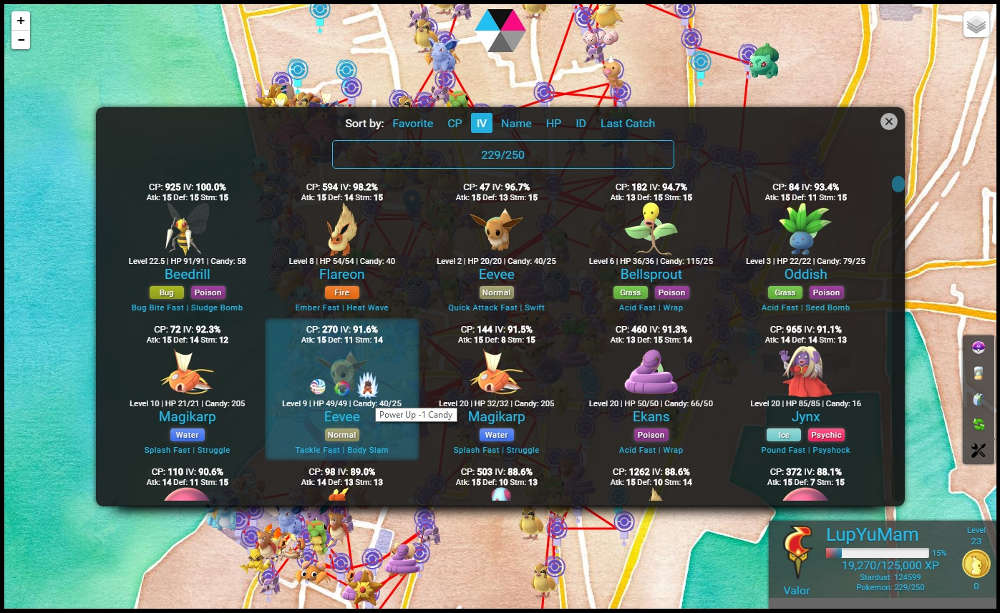 +
-
Sort by: Favorite CP IV Name HP ID Last Catch
229/250
CP: 925 IV: 100.0%
Atk: 15 Def: 15 Stm: 15
Level 22.5 | HP 91/91 | Candy: 58
Beedrill
Bug Poison
Bug Bite Fast | Sludge Bomb
CP: 594 IV: 98.2%
Atk: 15 Def: 14 Stm: 15
Level 8 | HP 54/54 | Candy: 40
Flareon
Fire
Ember Fast | Heat Wave
CP: 47 IV: 96.7%
Atk: 15 Def: 13 Stm: 15
Level 2 | HP 20/20 | Candy: 40/25
Eevee
Normal
Quick Attack Fast | Swift
CP: 182 IV: 94.7%
Atk: 13 Def: 15 Stm: 15
Level 6 | HP 36/36 | Candy: 115/25
Bellsprout
Grass Poison
Acid Fast | Wrap
CP: 84 IV: 93.4%
Atk: 15 Def: 11 Stm: 15
Level 3 | HP 22/22 | Candy: 79/25
Oddish
Grass Poison
Acid Fast | Seed Bomb
CP: 72 IV: 92.3%
Atk: 15 Def: 14 Stm: 12
Level 10 | HP 21/21 | Candy: 205
Magikarp
Water
Splash Fast | Struggle
CP: 270 IV: 91.6%
Atk: 15 Def: 11 Stm: 14
Level 9 | HP 49/49 | Candy: 40/25
Eevee
Normal
Tackle Fast | Body Slam
Power Up -1 Candy
CP: 144 IV: 91.5%
Atk: 15 Def: 15 Stm: 8
Level 20 | HP 32/32 | Candy: 205
Magikarp
Water
Splash Fast | Struggle
CP: 460 IV: 91.3%
Atk: 13 Def: 15 Stm: 14
Level 20 | HP 50/50 | Candy: 66/50
Ekans
Poison
Acid Fast | Wrap
CP: 965 IV: 91.1%
Atk: 14 Def: 14 Stm: 13
Level 20 | HP 85/85 | Candy: 16
Jynx
Ice Psychic
Pound Fast | Psyshock
CP: 110 IV: 90.6%
Atk: 14 Def: 11 Stm: 15
CP: 98 IV: 89.0%
Atk: 14 Def: 13 Stm: 13
CP: 503 IV: 88.6%
Atk: 15 Def: 10 Stm: 13
CP: 1262 IV: 88.6%
Atk: 15 Def: 10 Stm: 14
CP: 372 IV: 88.1%
Atk: 15 Def: 7 Stm: 15
LupYuMam
Level
23
15%
19,270/125,000 XP
Stardust: 124599
Pokemon: 229/250
Valor
0